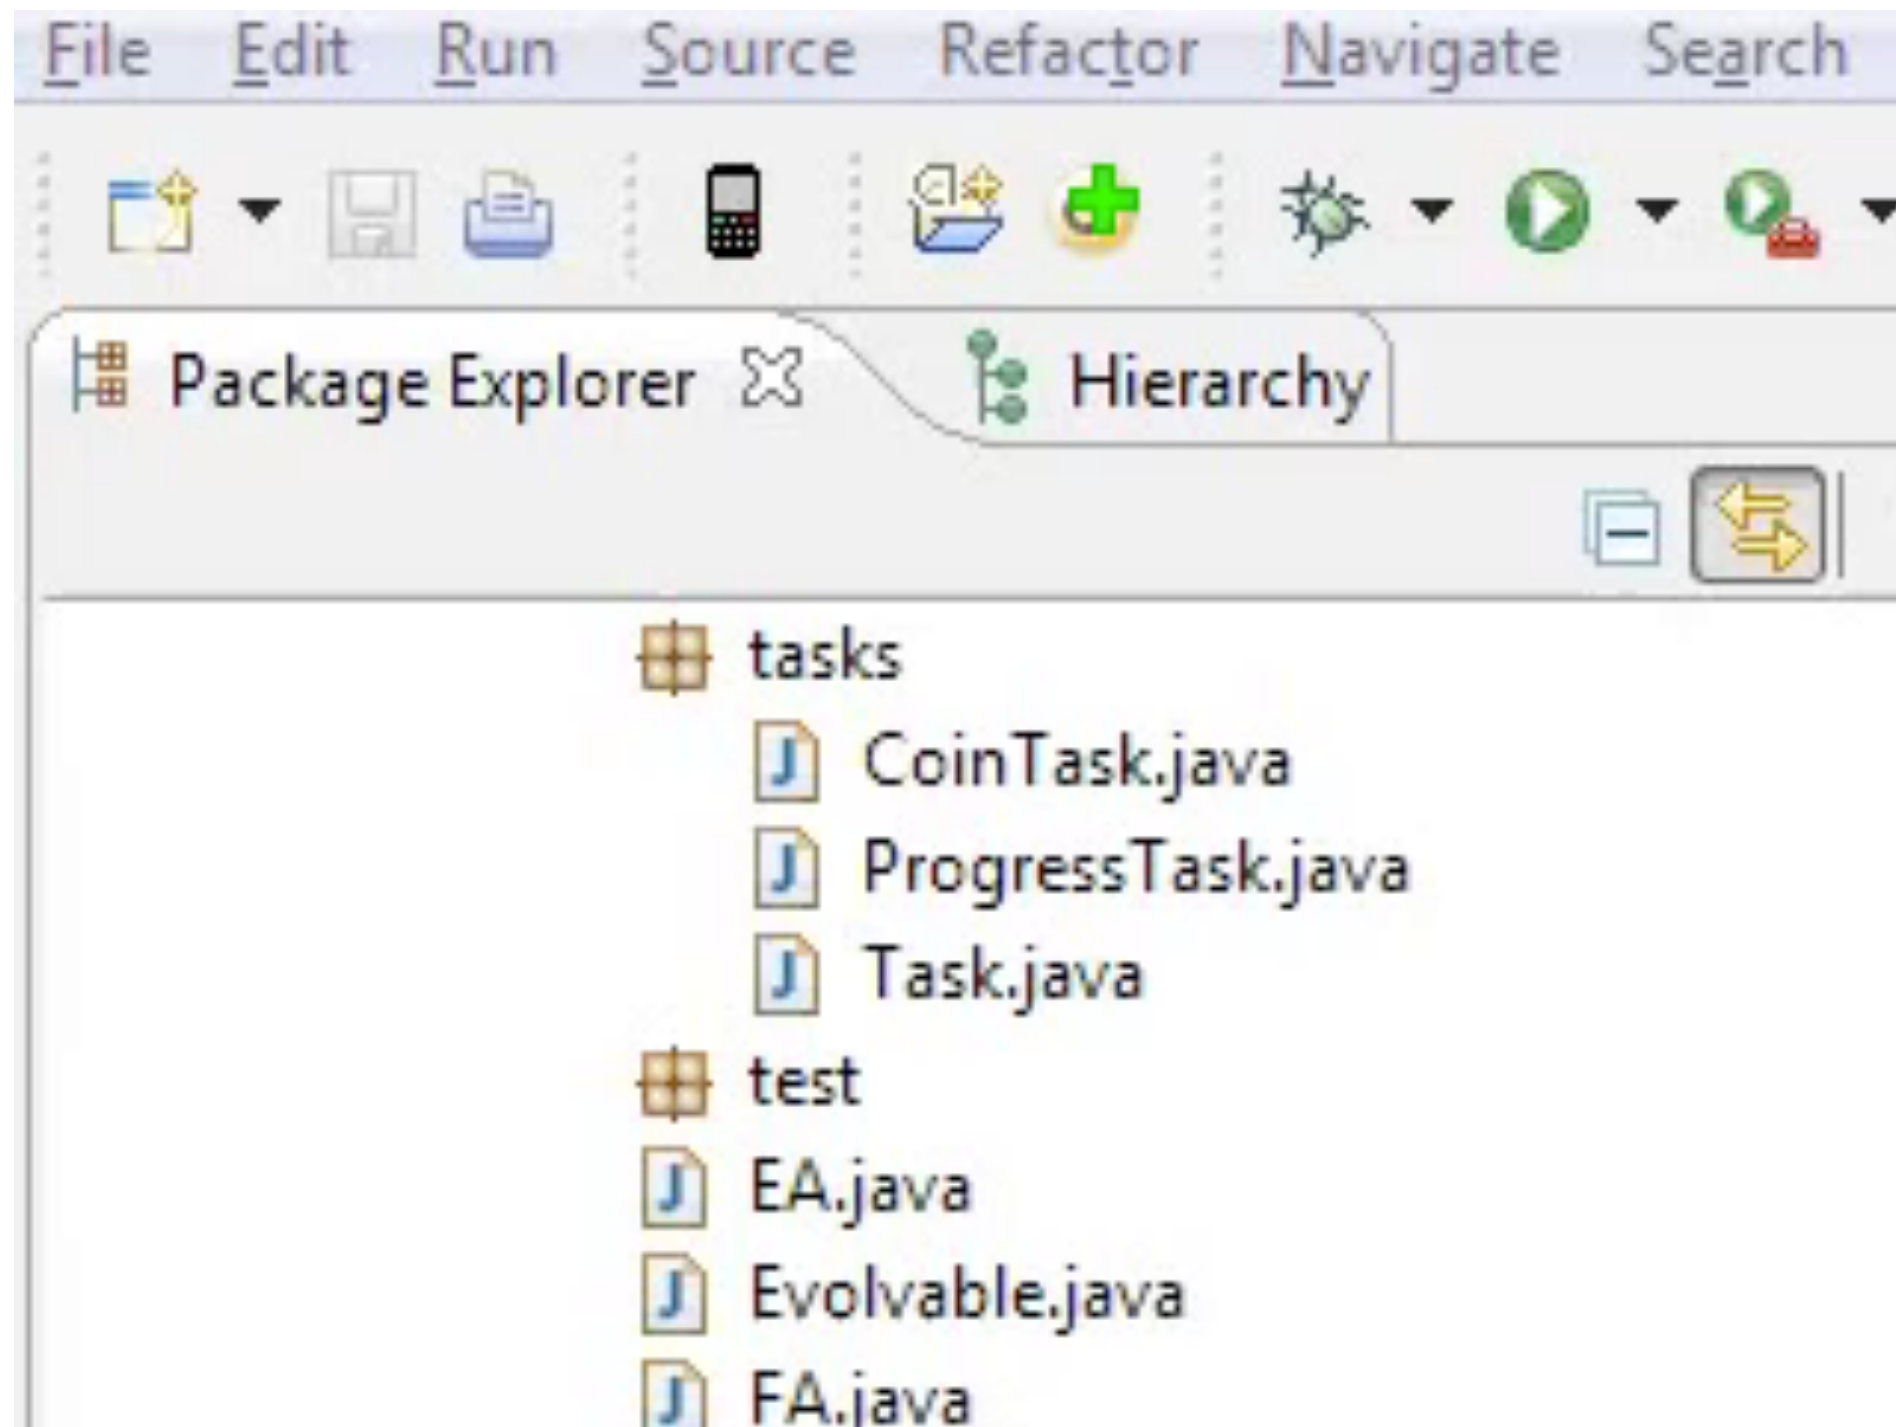 File Edit Run Source Refactor Navigate Search
Package Explorer Hierarchy
tasks
CoinTask.java
ProgressTask.java
Task.java
test
EA.java
Evolvable.java
FA.java